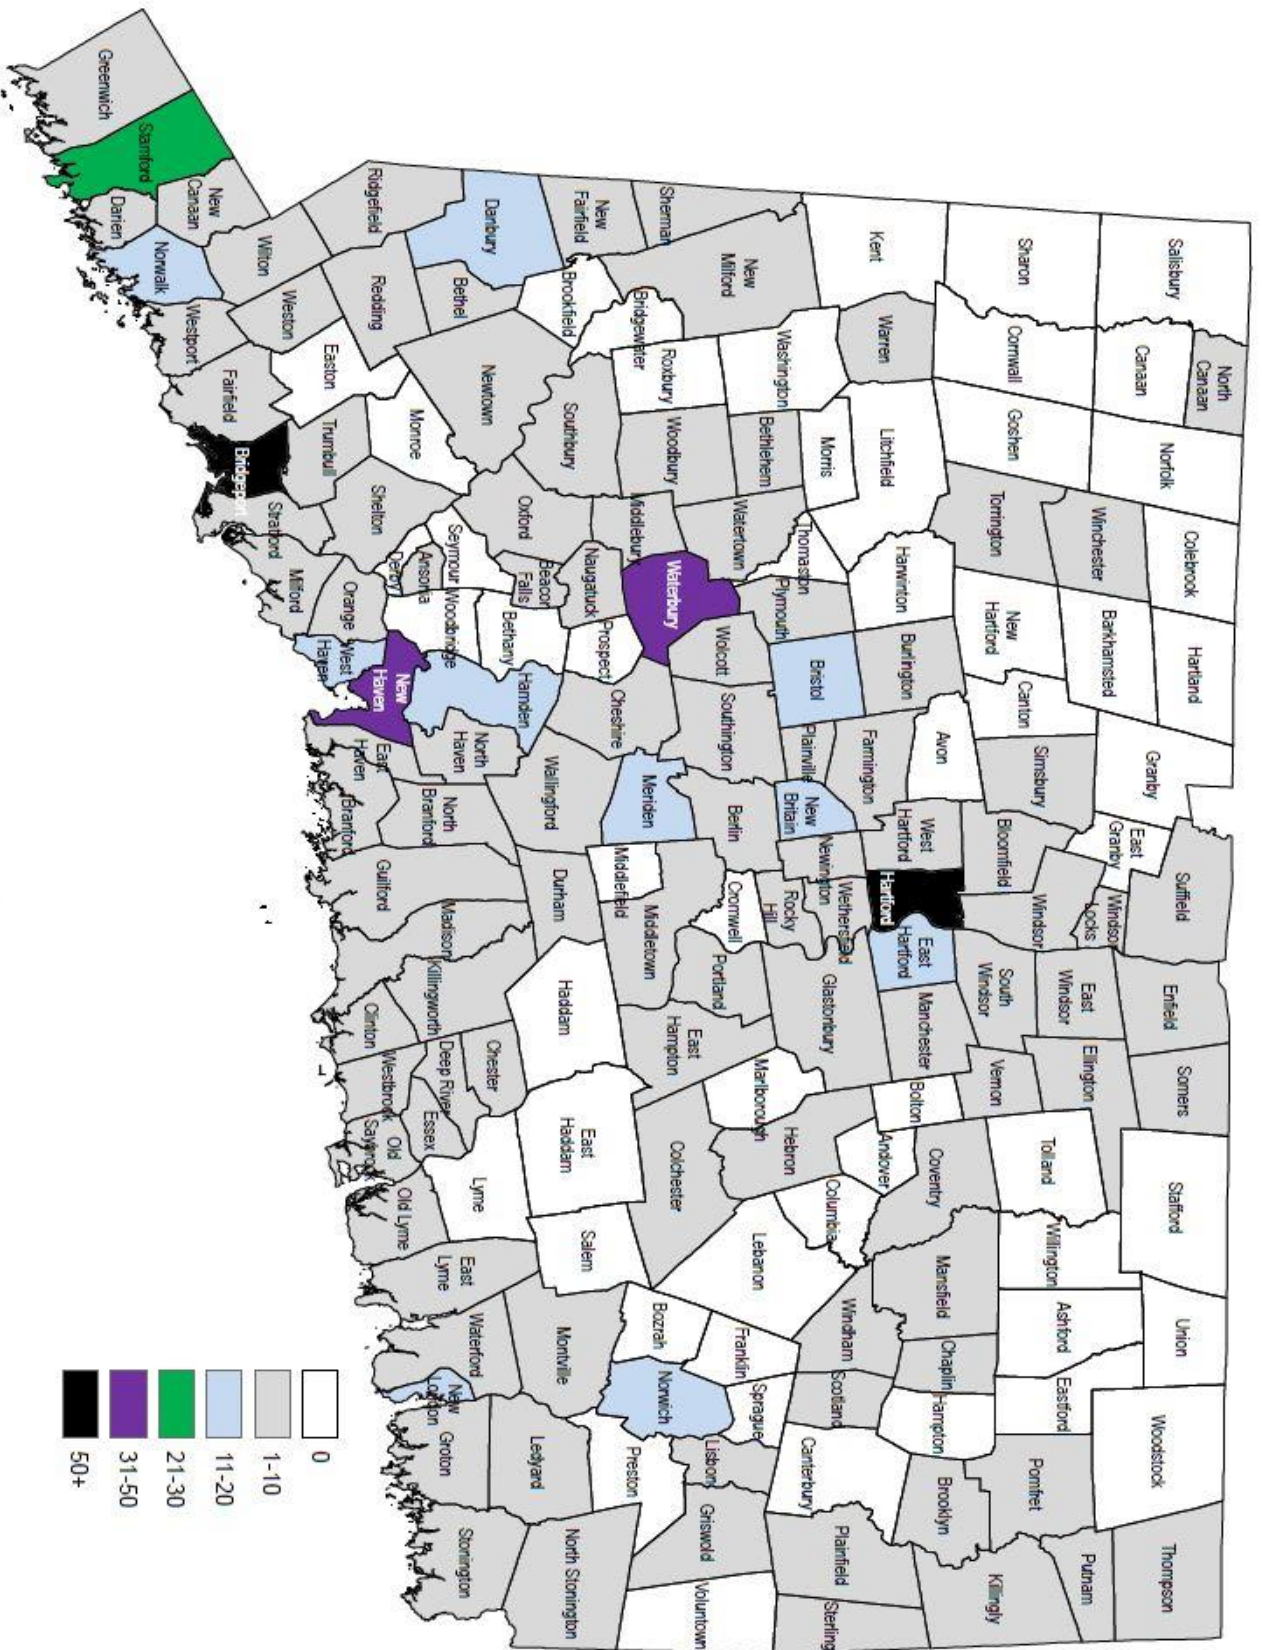 Salisbury
North
Canaan
Canaan
Norfolk
Colebrook
Hartland
Granby
East
Granby
Suffield
Windsor
Locks
Enfield
Somers
Stafford
Union
Woodstock
Thompson
Sharon
Cornwall
Goshen
Torrington
Winchester
Barkhamsted
New
Hartford
Canton
Simsbury
Bloomfield
Windsor
East
Windsor
South
Windsor
Ellington
Vernon
Tolland
Willington
Ashford
Eastford
Pomfret
Putnam
Killingly
Kent
Warren
Litchfield
Harwinton
Burlington
Avon
Farmington
West
Hartford
Hartford
East
Hartford
Manchester
Bolton
Andover
Coventry
Mansfield
Chaplin
Hampton
Brooklyn
Sherman
New
Milford
Washington
Bethlehem
Morris
Thomaston
Plymouth
Bristol
Plainville
New
Britain
Newington
Wethersfield
Rocky
Hill
Glastonbury
Marlborough
Hebron
Columbia
Lebanon
Windham
Scotland
Canterbury
Plainfield
Sterling
New
Fairfield
Bridgewater
Roxbury
Woodbury
Watertown
Waterbury
Wolcott
Southington
Berlin
Cromwell
Portland
East
Hampton
Colchester
Bozrah
Franklin
Sprague
Norwich
Lisbon
Griswold
Voluntown
Preston
Danbury
Brookfield
Bethel
Newtown
Southbury
Middlebury
Oxford
Naugatuck
Beacon
Falls
Prospect
Cheshire
Meriden
Middlefield
Middletown
Haddam
East
Haddam
Salem
Montville
Ledyard
North Stonington
Ridgefield
Redding
Monroe
Seymour
Bethany
Woodbridge
Hamden
Wallingford
Durham
North
Haven
North
Branford
Guilford
Madison
Killingworth
Chester
Deep River
Essex
Lyme
East
Lyme
Waterford
New
London
Groton
Stonington
Wilton
Weston
Easton
Trumbull
Shelton
Ansonia
Derby
Orange
West
Haven
New
Haven
East
Haven
Branford
Clinton
Westbrook
Old
Saybrook
Old Lyme
Greenwich
Stamford
New
Canaan
Darien
Norwalk
Westport
Fairfield
Bridgeport
Stratford
Milford
0
1-10
11-20
21-30
31-50
50+